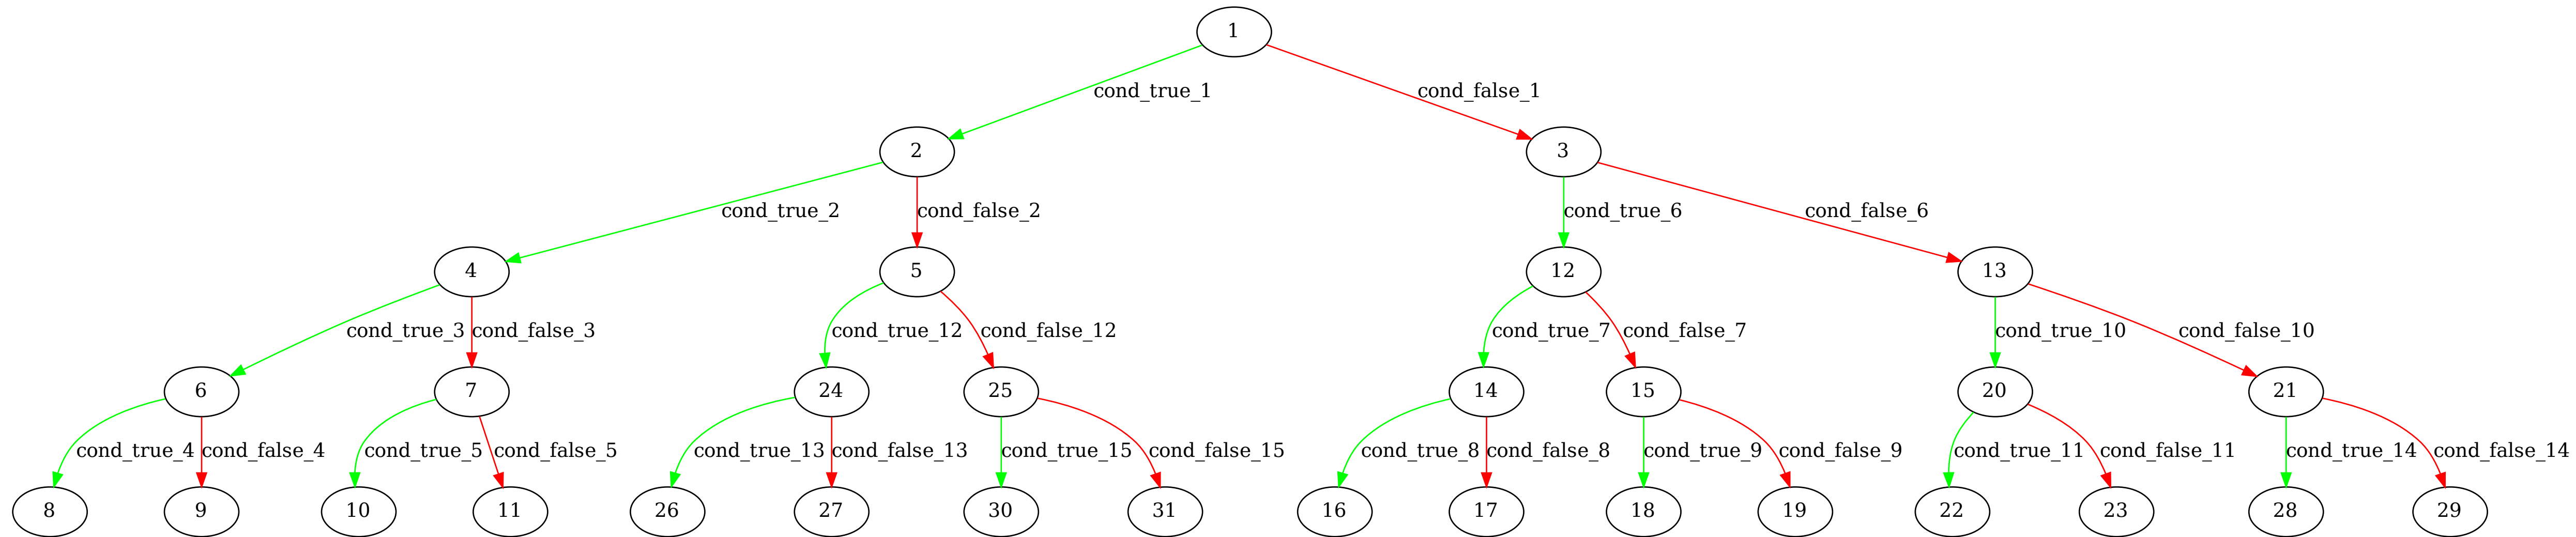 1
cond_true_1 cond_false_1
2 3
cond_true_2 cond_false_2 cond_true_6 cond_false_6
4 5 12 13
cond_true_3 cond_false_3 cond_true_12 cond_false_12 cond_true_7 cond_false_7 cond_true_10 cond_false_10
6 7 24 25 14 15 20 21
cond_true_4 cond_false_4 cond_true_5 cond_false_5 cond_true_13 cond_false_13 cond_true_15 cond_false_15 cond_true_8 cond_false_8 cond_true_9 cond_false_9 cond_true_11 cond_false_11 cond_true_14 cond_false_14
8 9 10 11 26 27 30 31 16 17 18 19 22 23 28 29